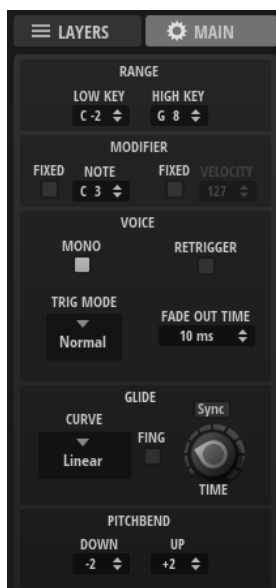 LAYERS MAIN
RANGE
LOW KEY HIGH KEY
C -2 G 8
MODIFIER
FIXED NOTE FIXED VELOCITY
C 3 127
VOICE
MONO RETRIGGER
TRIG MODE
FADE OUT TIME
Normal 10 ms
GLIDE
CURVE Sync
FING
Linear
TIME
PITCHBEND
DOWN UP
-2 +2